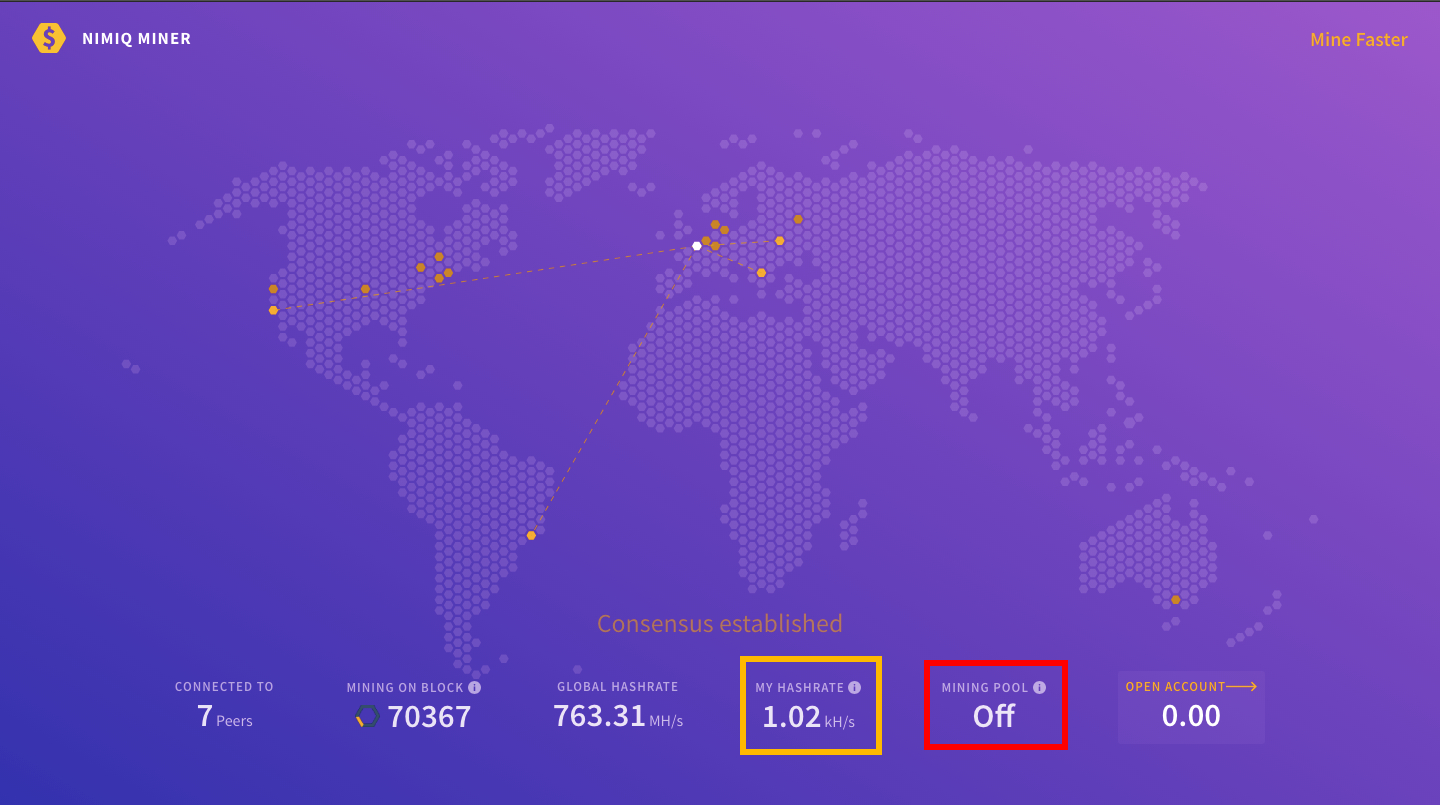 NIMIQ MINER
Mine Faster
Consensus established
CONNECTED TO
7 Peers
MINING ON BLOCK
70367
GLOBAL HASHRATE
763.31 MH/s
MY HASHRATE
1.02 kH/s
MINING POOL
Off
OPEN ACCOUNT
0.00